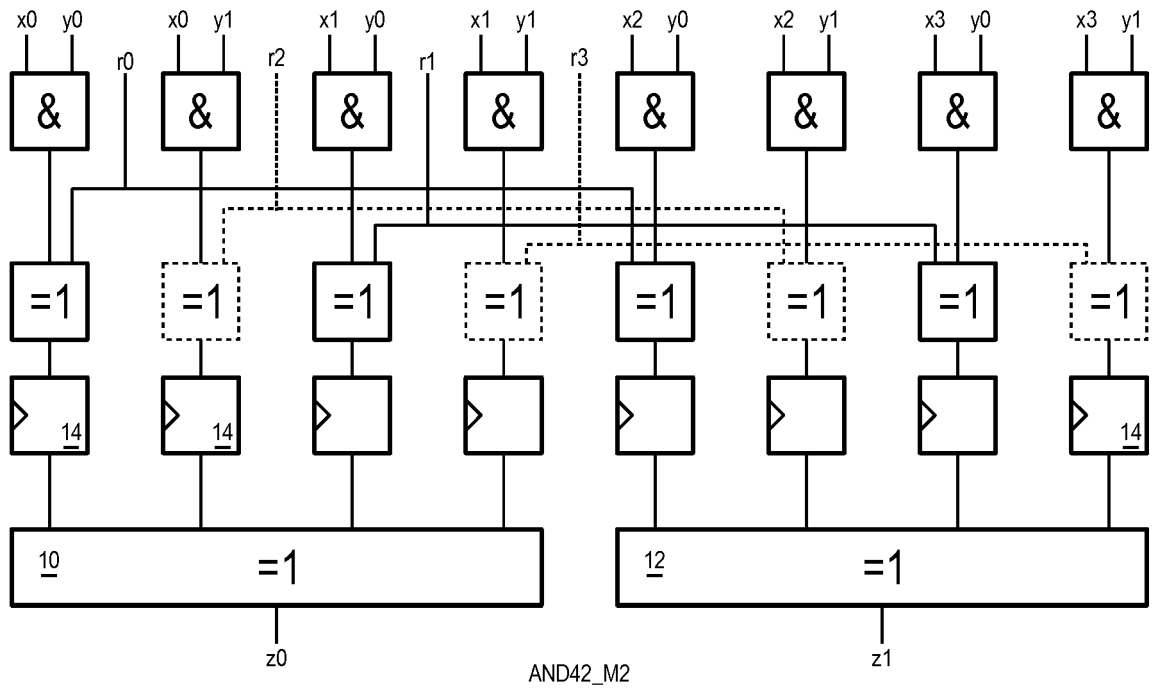 x0 y0 x0 y1 x1 y0 x1 y1 x2 y0 x2 y1 x3 y0 x3 y1
r0 r2 r1 r3
& & & & & & & &
=1 =1 =1 =1 =1 =1 =1 =1
14 14 14
10 =1 12 =1
z0 z1
AND42_M2